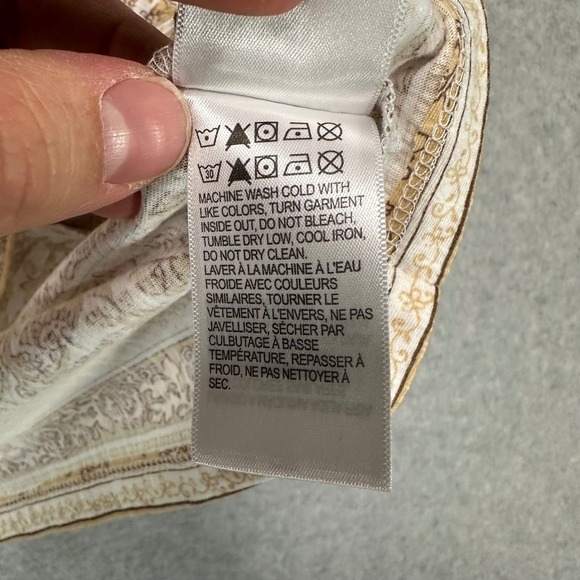 30
MACHINE WASH COLD WITH
LIKE COLORS, TURN GARMENT
INSIDE OUT, DO NOT BLEACH,
TUMBLE DRY LOW, COOL IRON.
DO NOT DRY CLEAN.
LAVER À LA MACHINE À L'EAU
FROIDE AVEC COULEURS
SIMILAIRES, TOURNER LE
VÊTEMENT À L'ENVERS, NE PAS
JAVELLISER, SÉCHER PAR
CULBUTAGE À BASSE
TEMPÉRATURE, REPASSER À
FROID, NE PAS NETTOYER À
SEC.